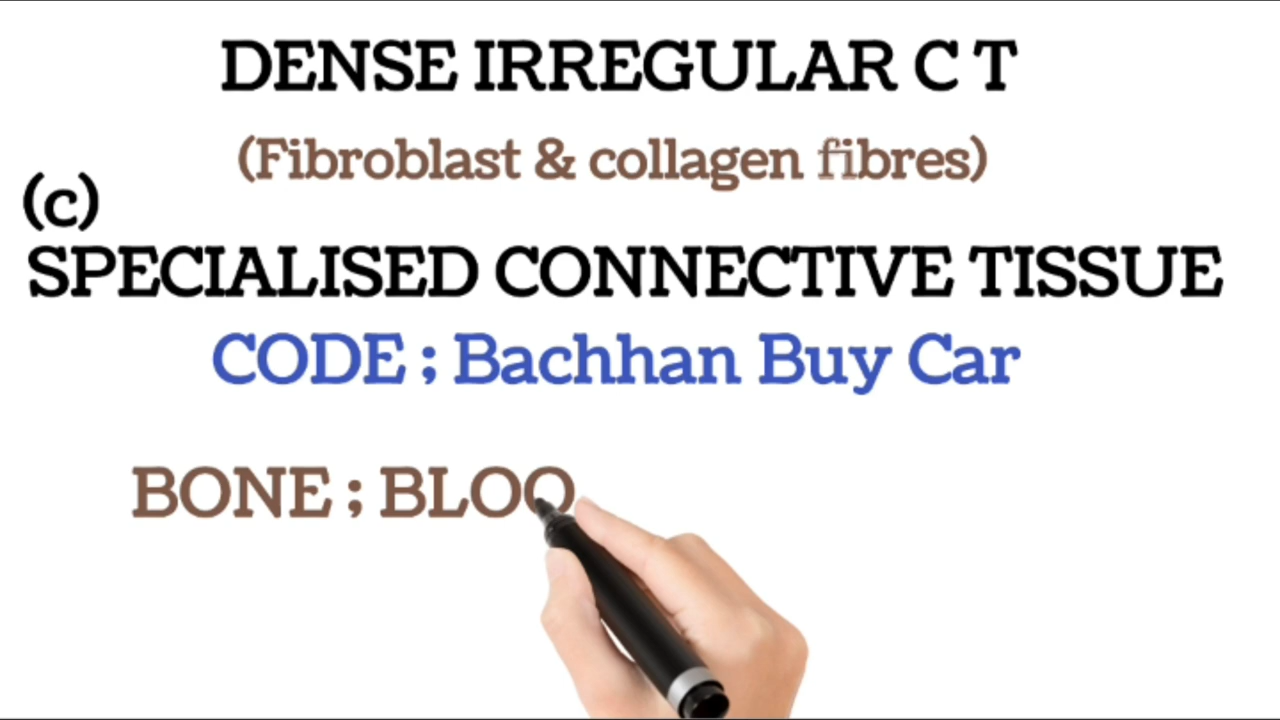 DENSE IRREGULAR C T
(Fibroblast & collagen fibres)
(c)
SPECIALISED CONNECTIVE TISSUE
CODE ; Bachhan Buy Car
BONE ; BLOO